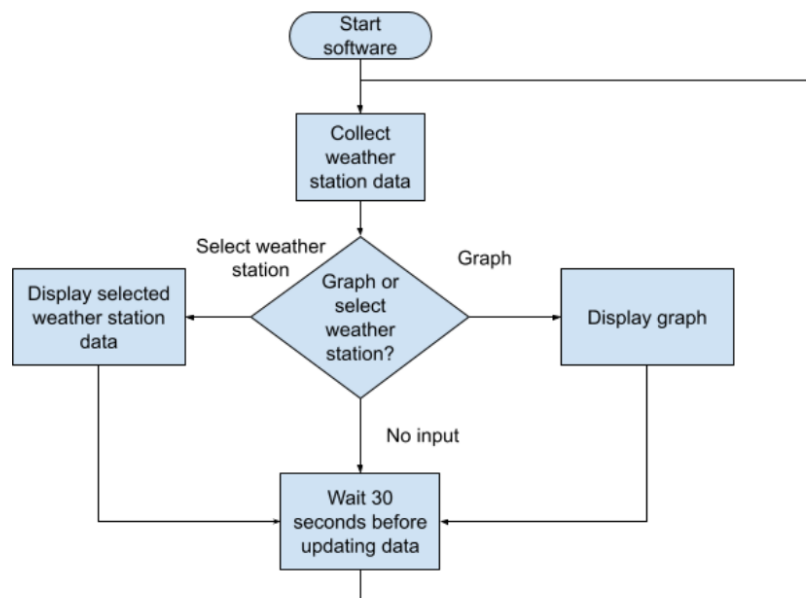 Start
software
Collect
weather
station data
Select weather
station
Graph
Graph or
select
weather
station?
Display selected
weather station
data
Display graph
No input
Wait 30
seconds before
updating data